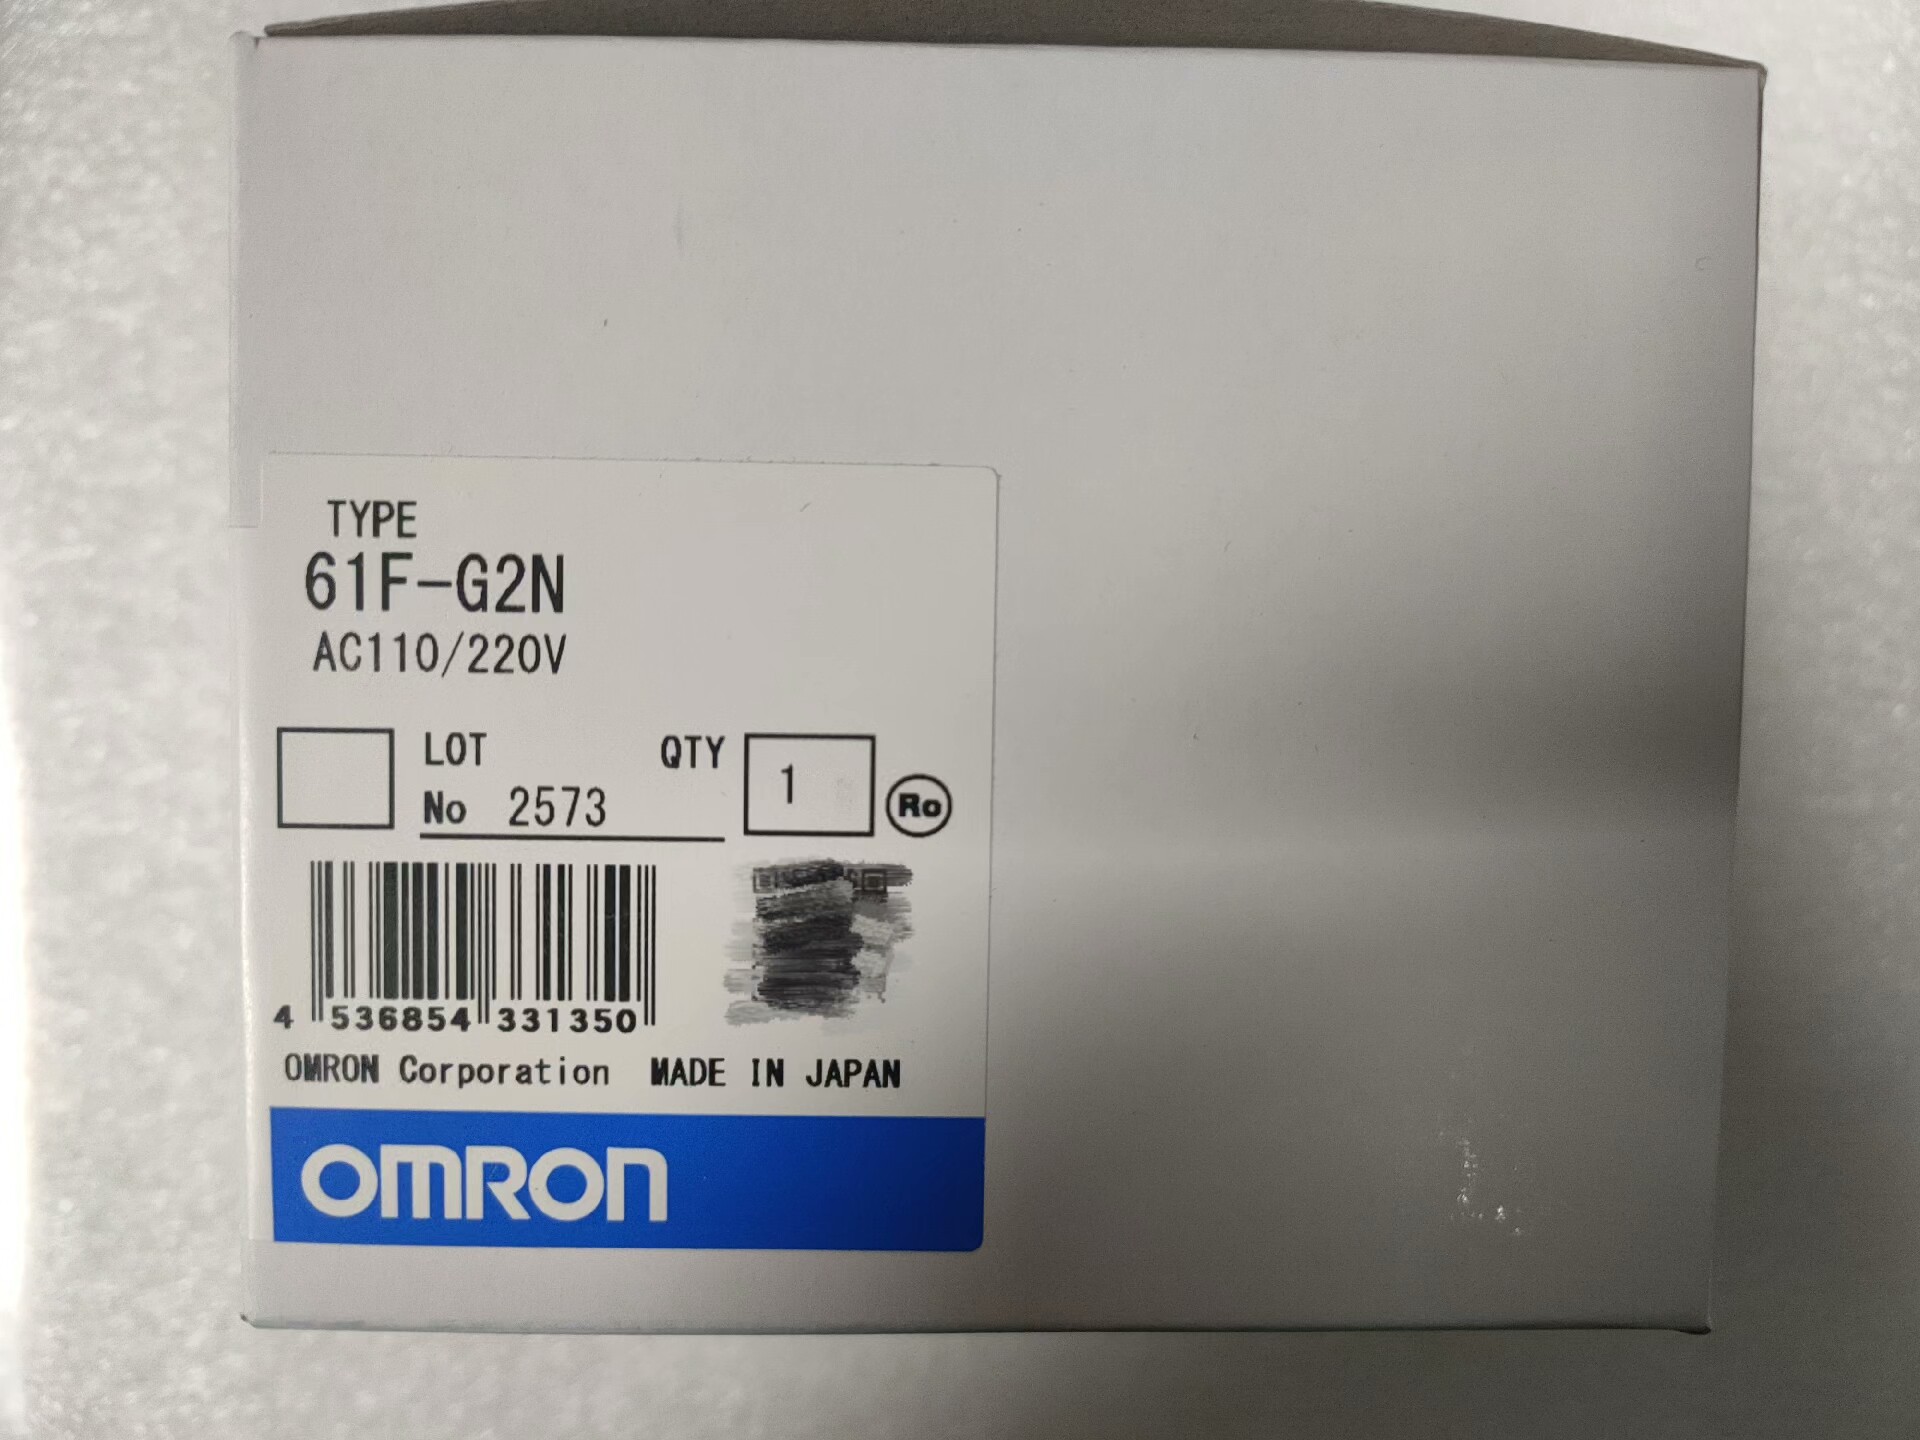 TYPE
61F-G2N
AC110/220V
LOT
No 2573
QTY 1
Ro
4 536854 331350
OMRON Corporation MADE IN JAPAN
OMRON